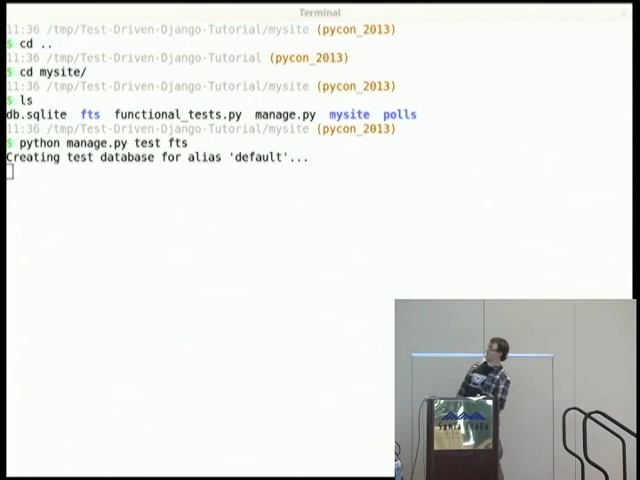 Terminal
11:36 /tmp/Test-Driven-Django-Tutorial/mysite (pycon_2013)
$ cd ..
11:36 /tmp/Test-Driven-Django-Tutorial (pycon_2013)
$ cd mysite/
11:36 /tmp/Test-Driven-Django-Tutorial/mysite (pycon_2013)
$ ls
db.sqlite fts functional_tests.py manage.py mysite polls
11:36 /tmp/Test-Driven-Django-Tutorial/mysite (pycon_2013)
$ python manage.py test fts
Creating test database for alias 'default'...
SANTA CLARA